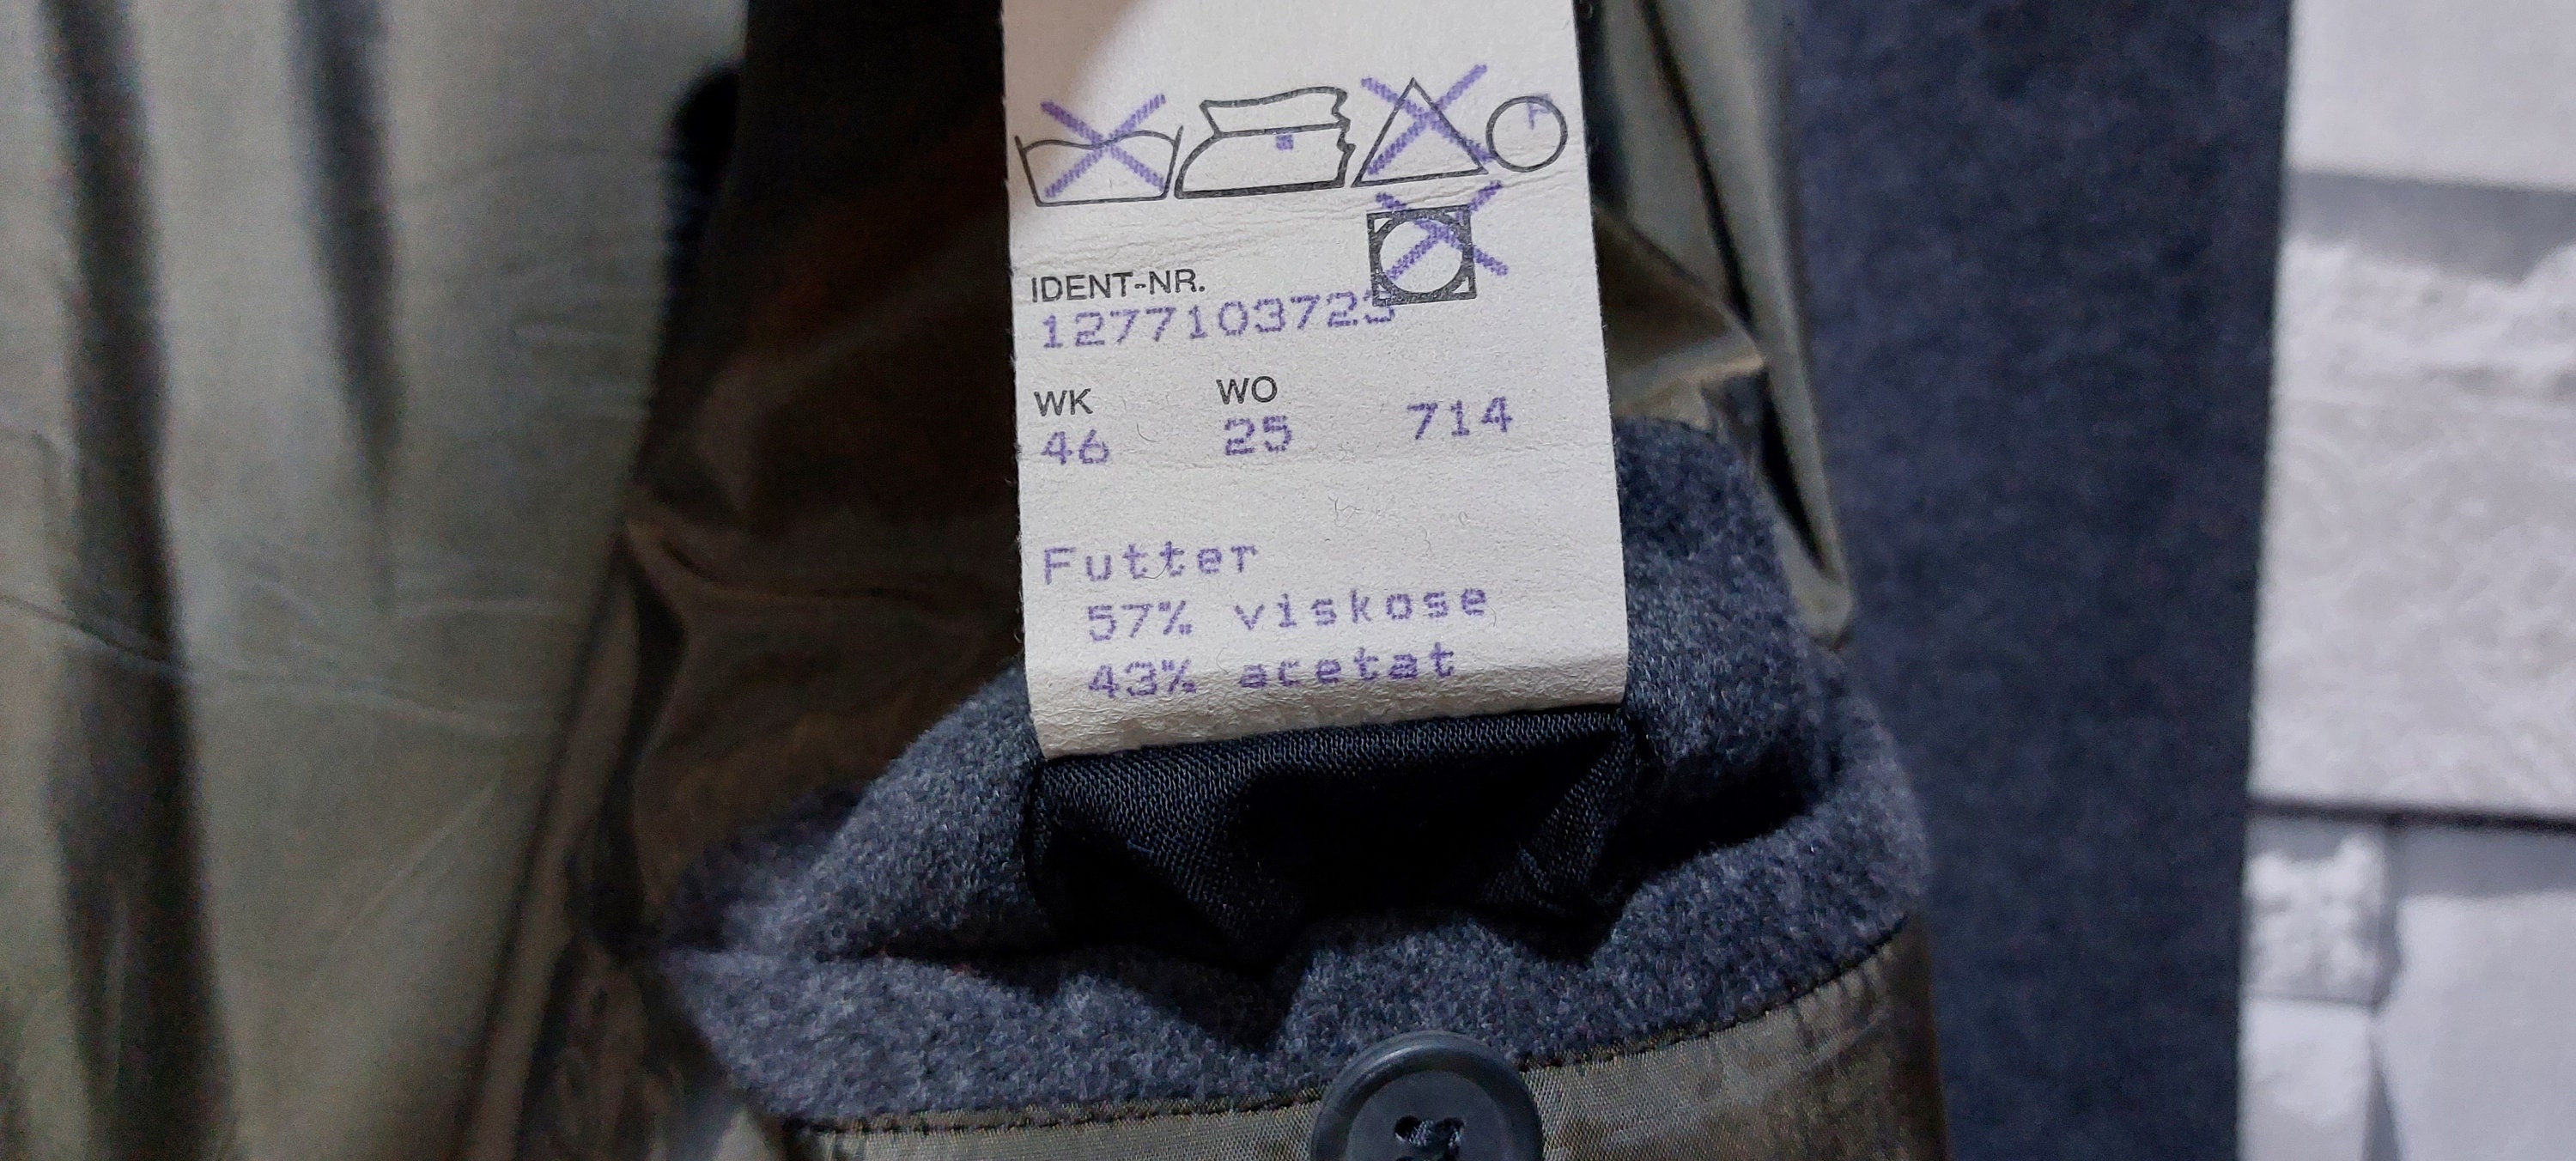 IDENT-NR.
1277103723
WK WO
46 25 714
Futter
57% viskose
43% acetat